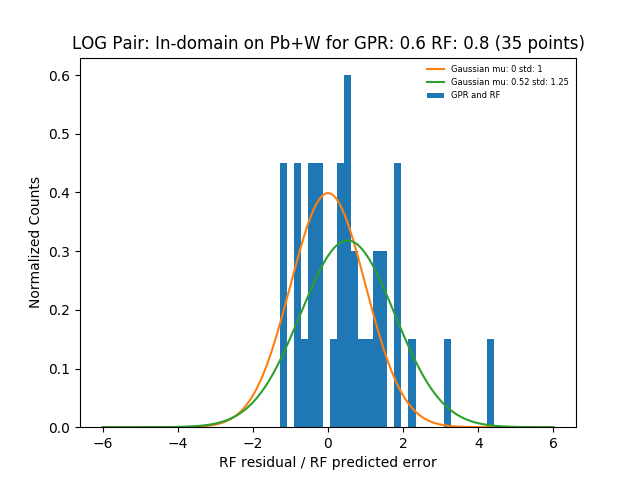 LOG Pair: In-domain on Pb+W for GPR: 0.6 RF: 0.8 (35 points)
Gaussian mu: 0 std: 1
Gaussian mu: 0.52 std: 1.25
GPR and RF
Normalized Counts
0.6
0.5
0.4
0.3
0.2
0.1
0.0
−6 −4 −2 0 2 4 6
RF residual / RF predicted error